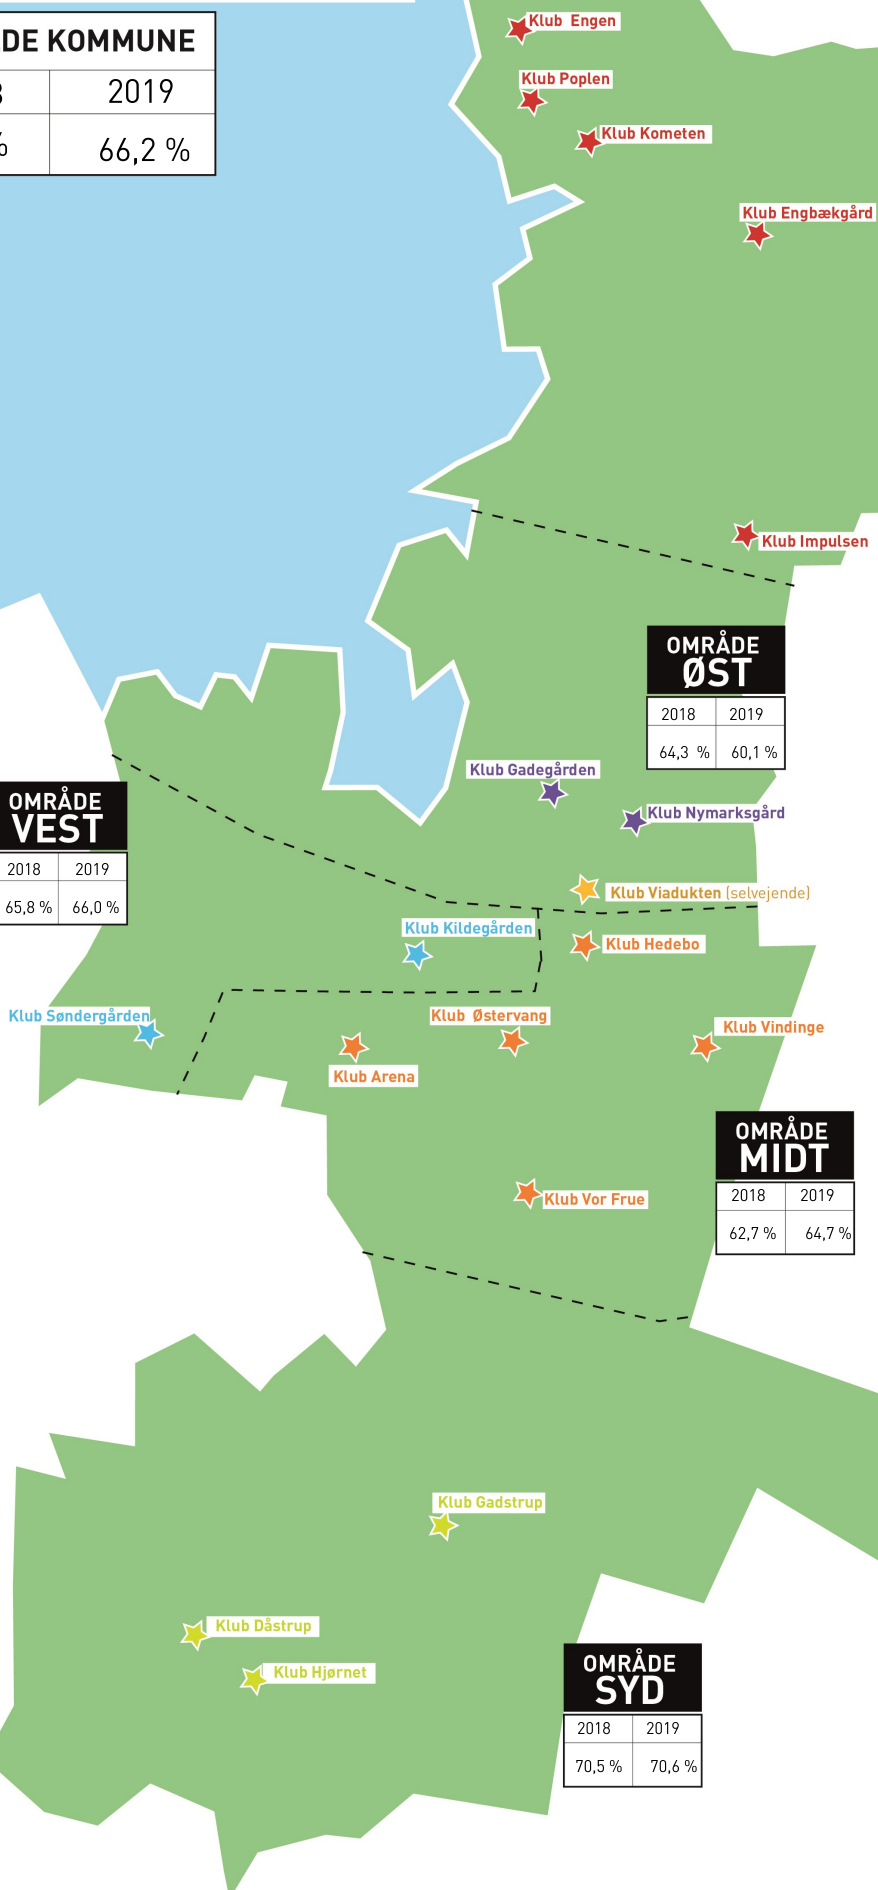 DE KOMMUNE
2019
%
66,2 %
Klub Engen
Klub Poplen
Klub Kometen
Klub Engbækgård
Klub Impulsen
OMRÅDE
ØST
2018 2019
64,3 % 60,1 %
Klub Gadegården
Klub Nymarksgård
OMRÅDE
VEST
2018 2019
65,8 % 66,0 %
Klub Viadukten (selvejende)
Klub Kildegården
Klub Hedebo
Klub Søndergården
Klub Østervang
Klub Vindinge
Klub Arena
OMRÅDE
MIDT
2018 2019
62,7 % 64,7 %
Klub Vor Frue
Klub Gadstrup
Klub Dåstrup
Klub Hjørnet
OMRÅDE
SYD
2018 2019
70,5 % 70,6 %